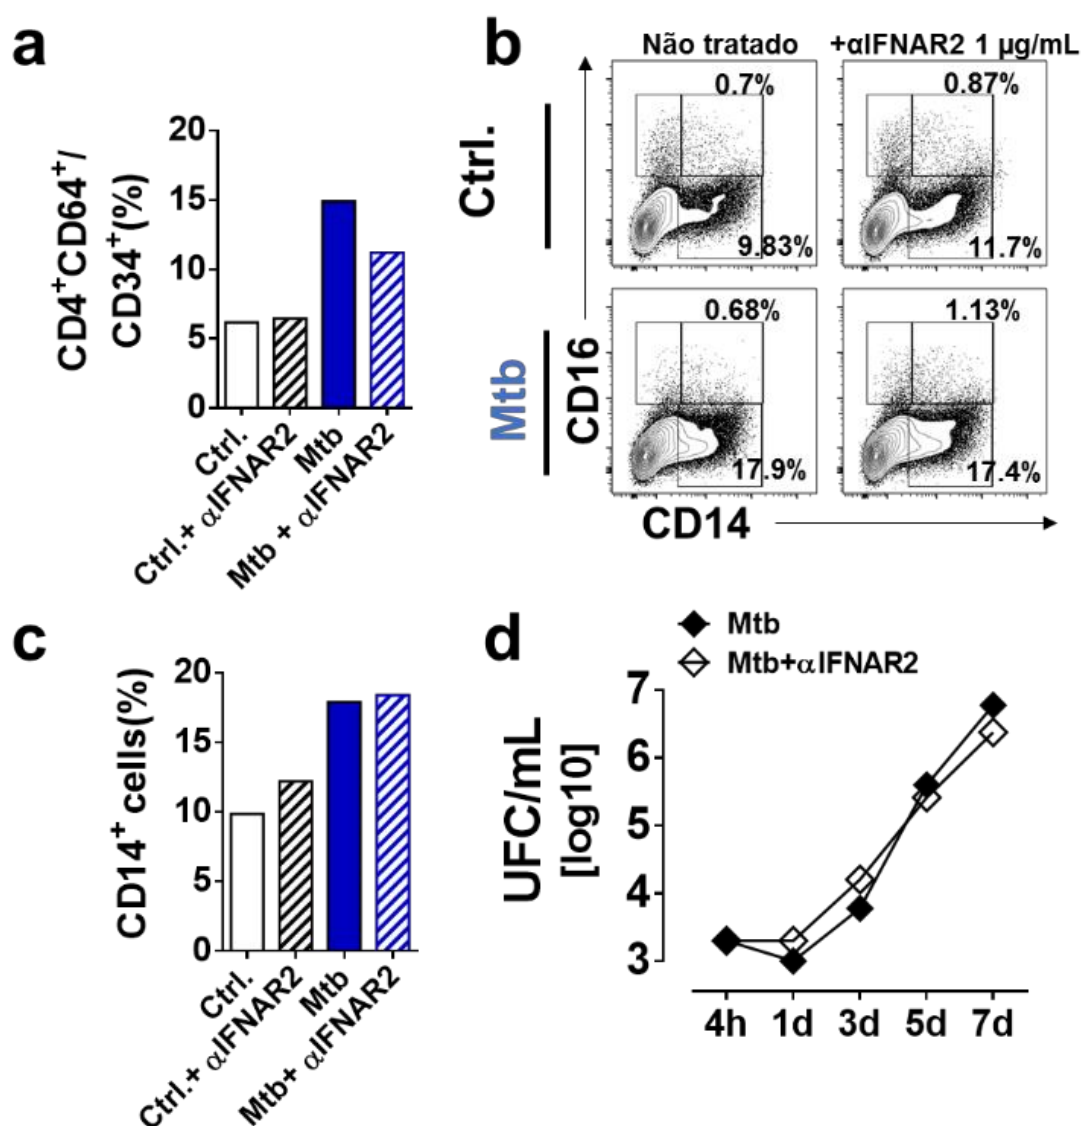 a
CD4⁺CD64⁺/
CD34⁺(%)
20
15
10
5
0
Ctrl.
Ctrl.+ αIFNAR2
Mtb
Mtb + αIFNAR2
b
Não tratado
+αIFNAR2 1 µg/mL
Ctrl.
0.7%
9.83%
0.87%
11.7%
Mtb
0.68%
17.9%
1.13%
17.4%
CD16
CD14
c
CD14⁺ cells(%)
20
15
10
5
0
Ctrl.
Ctrl.+ αIFNAR2
Mtb
Mtb+ αIFNAR2
d
Mtb
Mtb+αIFNAR2
UFC/mL
[log10]
7
6
5
4
3
4h 1d 3d 5d 7d